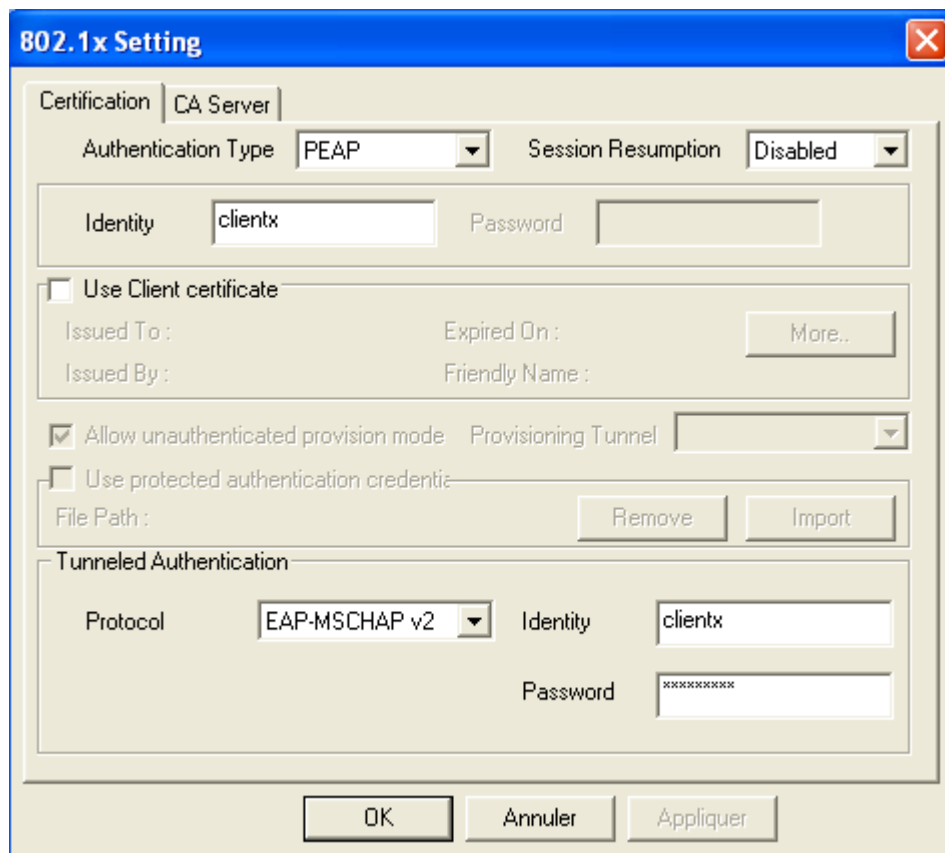 802.1x Setting
Certification CA Server
Authentication Type PEAP Session Resumption Disabled
Identity clientx Password
Use Client certificate
Issued To : Expired On : More..
Issued By : Friendly Name :
Allow unauthenticated provision mode Provisioning Tunnel
Use protected authentication credentia
File Path : Remove Import
Tunneled Authentication
Protocol EAP-MSCHAP v2 Identity clientx
Password *********
OK Annuler Appliquer